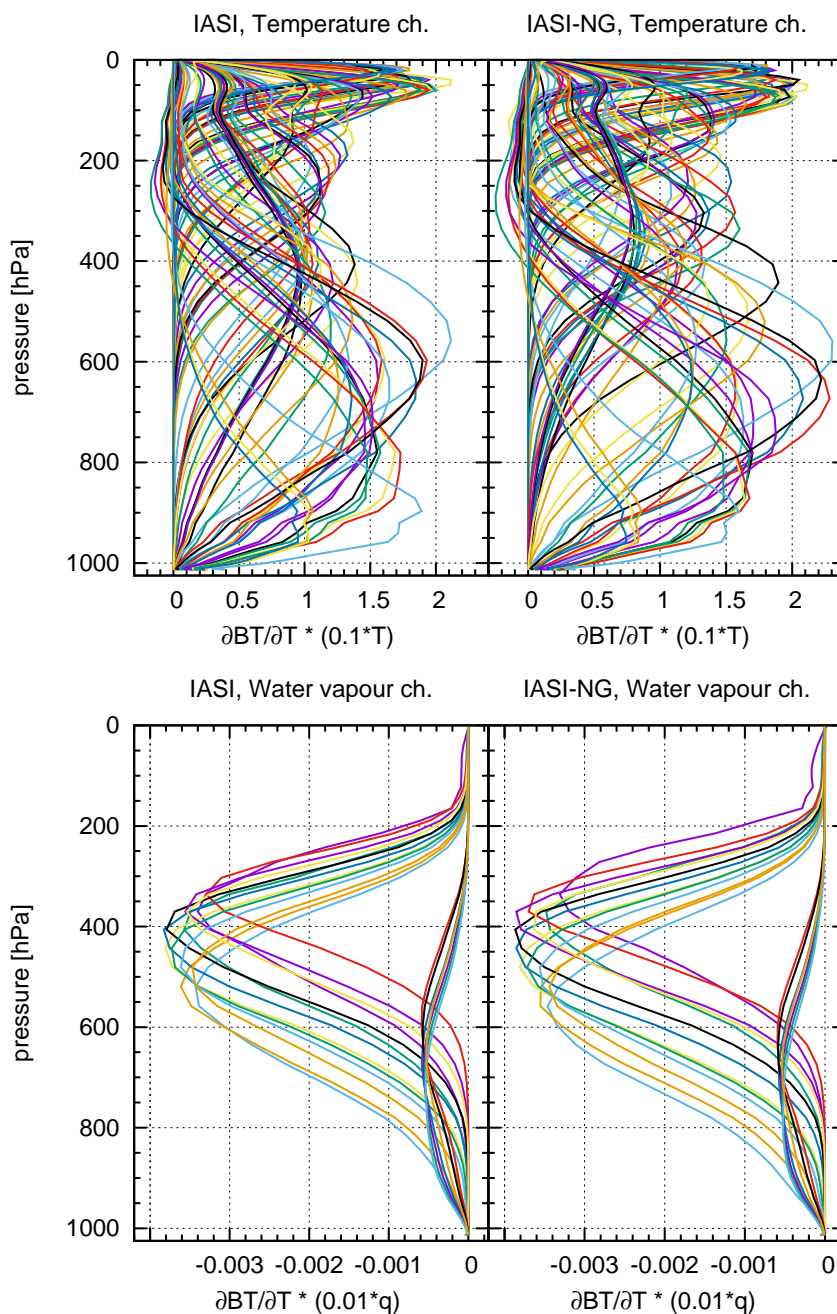 IASI, Temperature ch. IASI-NG, Temperature ch.
0
200
400
600
800
1000
pressure [hPa]
0 0.5 1 1.5 2 0 0.5 1 1.5 2
∂BT/∂T * (0.1*T) ∂BT/∂T * (0.1*T)
IASI, Water vapour ch. IASI-NG, Water vapour ch.
0
200
400
600
800
1000
pressure [hPa]
-0.003 -0.002 -0.001 0 -0.003 -0.002 -0.001 0
∂BT/∂T * (0.01*q) ∂BT/∂T * (0.01*q)